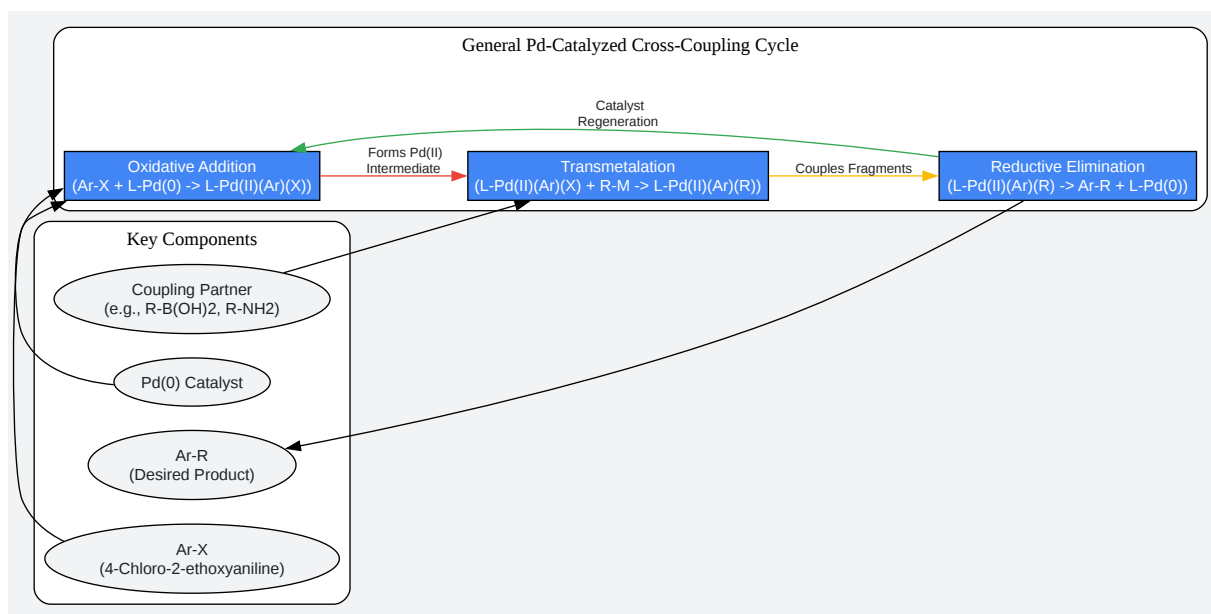 General Pd-Catalyzed Cross-Coupling Cycle
Catalyst
Regeneration
Oxidative Addition
(Ar-X + L-Pd(0) -> L-Pd(II)(Ar)(X))
Forms Pd(II)
Intermediate
Transmetalation
(L-Pd(II)(Ar)(X) + R-M -> L-Pd(II)(Ar)(R))
Couples Fragments
Reductive Elimination
(L-Pd(II)(Ar)(R) -> Ar-R + L-Pd(0))
Key Components
Coupling Partner
(e.g., R-B(OH)2, R-NH2)
Pd(0) Catalyst
Ar-R
(Desired Product)
Ar-X
(4-Chloro-2-ethoxyaniline)